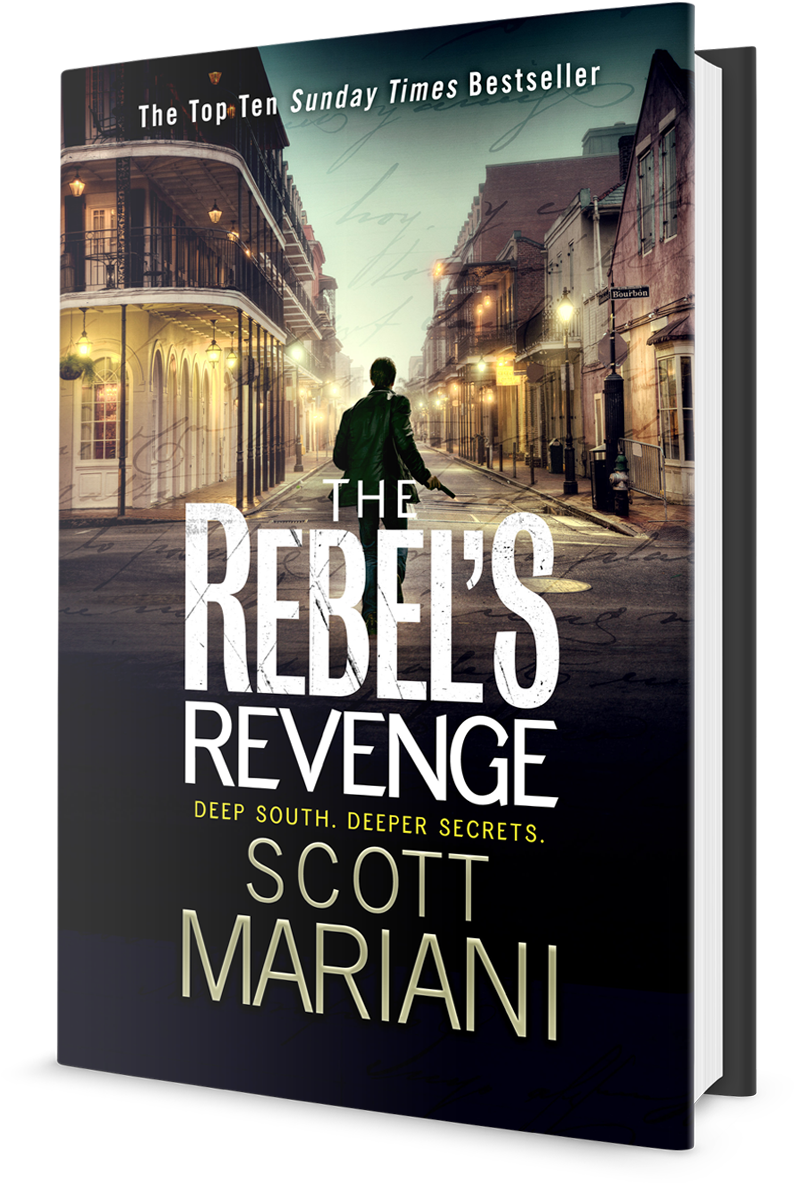 The Top Ten Sunday Times Bestseller
Bourbon
THE
REBEL'S
REVENGE
DEEP SOUTH. DEEPER SECRETS.
SCOTT
MARIANI